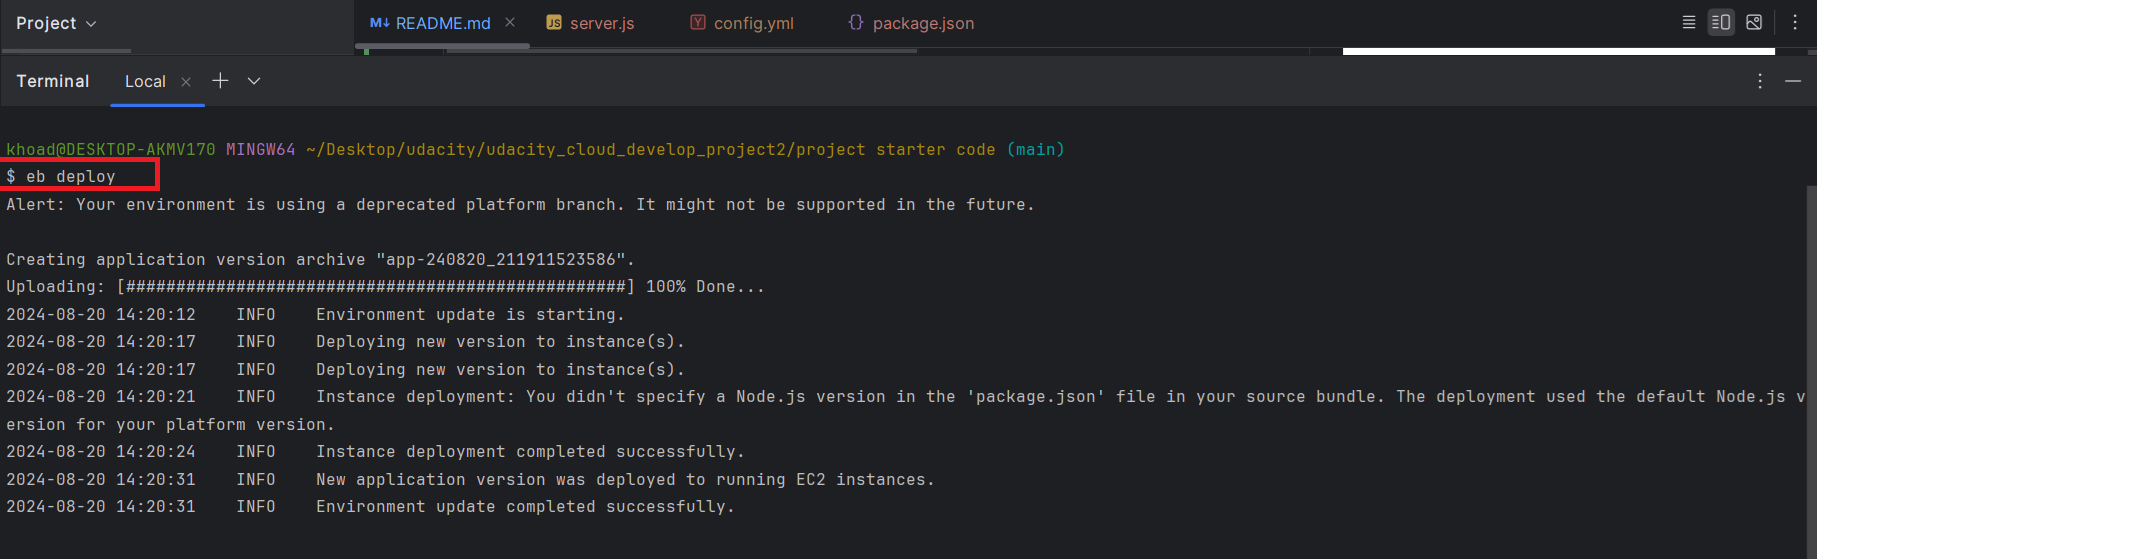 Project
README.md
server.js
config.yml
package.json
Terminal Local
khoad@DESKTOP-AKMV170 MINGW64 ~/Desktop/udacity/udacity_cloud_develop_project2/project starter code (main)
$ eb deploy
Alert: Your environment is using a deprecated platform branch. It might not be supported in the future.
Creating application version archive "app-240820_211911523586".
Uploading: [##################################################] 100% Done...
2024-08-20 14:20:12    INFO    Environment update is starting.
2024-08-20 14:20:17    INFO    Deploying new version to instance(s).
2024-08-20 14:20:17    INFO    Deploying new version to instance(s).
2024-08-20 14:20:21    INFO    Instance deployment: You didn't specify a Node.js version in the 'package.json' file in your source bundle. The deployment used the default Node.js v
ersion for your platform version.
2024-08-20 14:20:24    INFO    Instance deployment completed successfully.
2024-08-20 14:20:31    INFO    New application version was deployed to running EC2 instances.
2024-08-20 14:20:31    INFO    Environment update completed successfully.